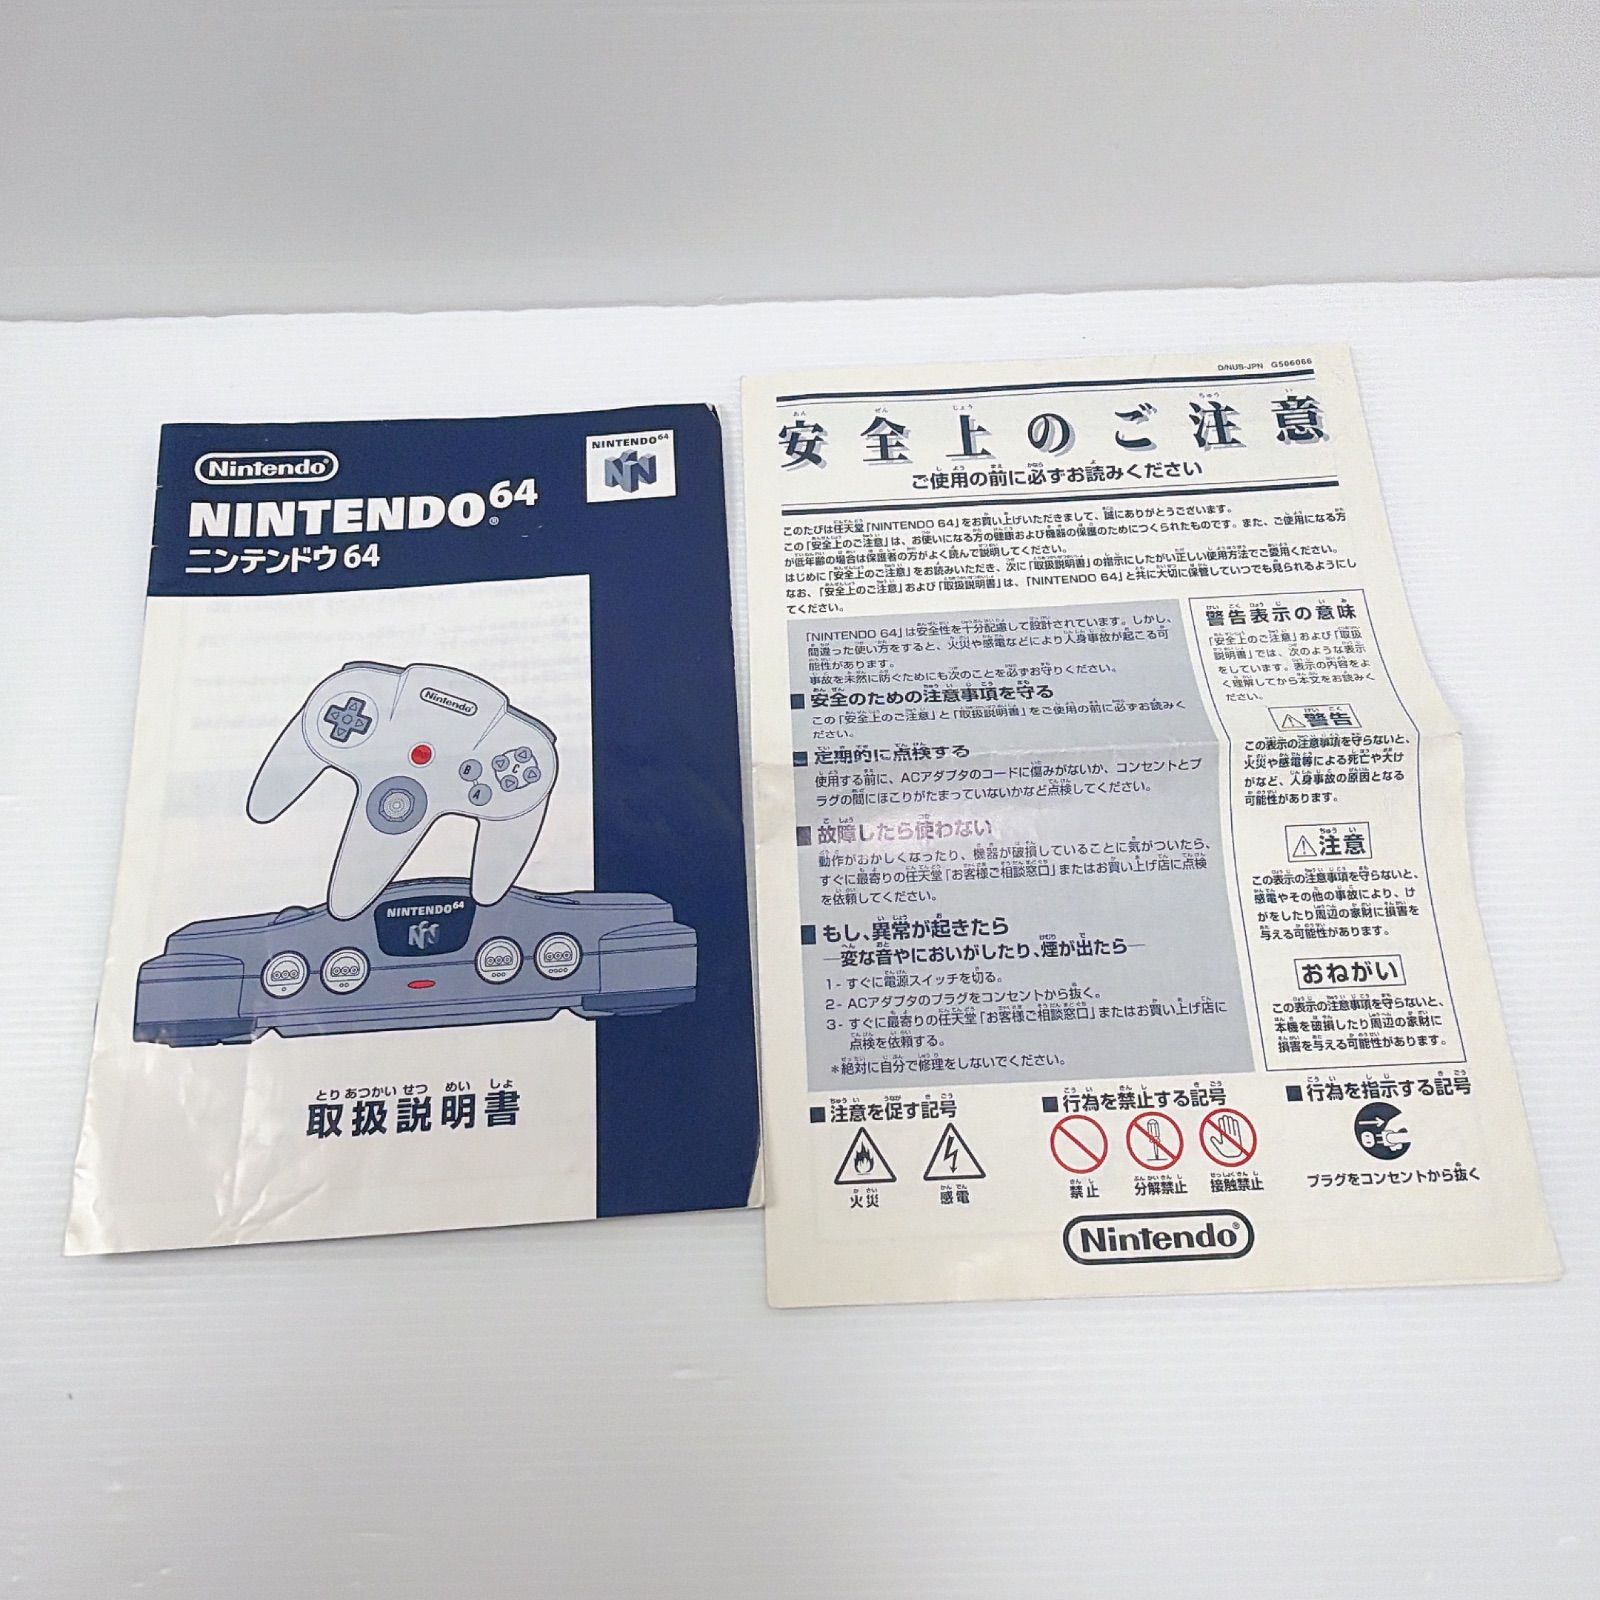 Nintendo
NINTENDO64
ニンテンドウ64
NINTENDO64
Nintendo
B
A
C
NINTENDO64
とりあつかいせつめいしょ
取扱説明書
D/NUS-JPN G506066
安全上のご注意
ご使用の前に必ずお読みください
このたびは任天堂「NINTENDO 64」をお買い上げいただきまして、誠にありがとうございます。
この「安全上のご注意」は、お使いになる方の健康および機器の保護のためにつくられたものです。また、ご使用になる方
が低年齢の場合は保護者の方がよく読んで説明してください。
はじめに「安全上のご注意」をお読みいただき、次に「取扱説明書」の指示にしたがい正しい使用方法でご愛用ください。
なお、「安全上のご注意」および「取扱説明書」は、「NINTENDO 64」と共に大切に保管していつでも見られるようにし
てください。
「NINTENDO 64」は安全性を十分配慮して設計されています。しかし、
間違った使い方をすると、火災や感電などにより人身事故が起こる可
能性があります。
事故を未然に防ぐためにも次のことを必ずお守りください。
■安全のための注意事項を守る
この「安全上のご注意」と「取扱説明書」をご使用の前に必ずお読みく
ださい。
■定期的に点検する
使用する前に、ACアダプタのコードに傷みがないか、コンセントとプ
ラグの間にほこりがたまっていないかなど点検してください。
■故障したら使わない
動作がおかしくなったり、機器が破損していることに気がついたら、
すぐに最寄りの任天堂「お客様ご相談窓口」またはお買い上げ店に点検
を依頼してください。
■もし、異常が起きたら
―変な音やにおいがしたり、煙が出たら―
1- すぐに電源スイッチを切る。
2- ACアダプタのプラグをコンセントから抜く。
3- すぐに最寄りの任天堂「お客様ご相談窓口」またはお買い上げ店に
点検を依頼する。
＊絶対に自分で修理をしないでください。
警告表示の意味
「安全上のご注意」および「取扱
説明書」では、次のような表示
をしています。表示の内容をよ
く理解してから本文をお読みく
ださい。
警告
この表示の注意事項を守らないと、
火災や感電等による死亡や大け
がなど、人身事故の原因となる
可能性があります。
注意
この表示の注意事項を守らないと、
感電やその他の事故により、け
がをしたり周辺の家財に損害を
与える可能性があります。
おねがい
この表示の注意事項を守らないと、
本機を破損したり周辺の家財に
損害を与える可能性があります。
■注意を促す記号
火災
感電
■行為を禁止する記号
禁止
分解禁止
接触禁止
■行為を指示する記号
プラグをコンセントから抜く
Nintendo